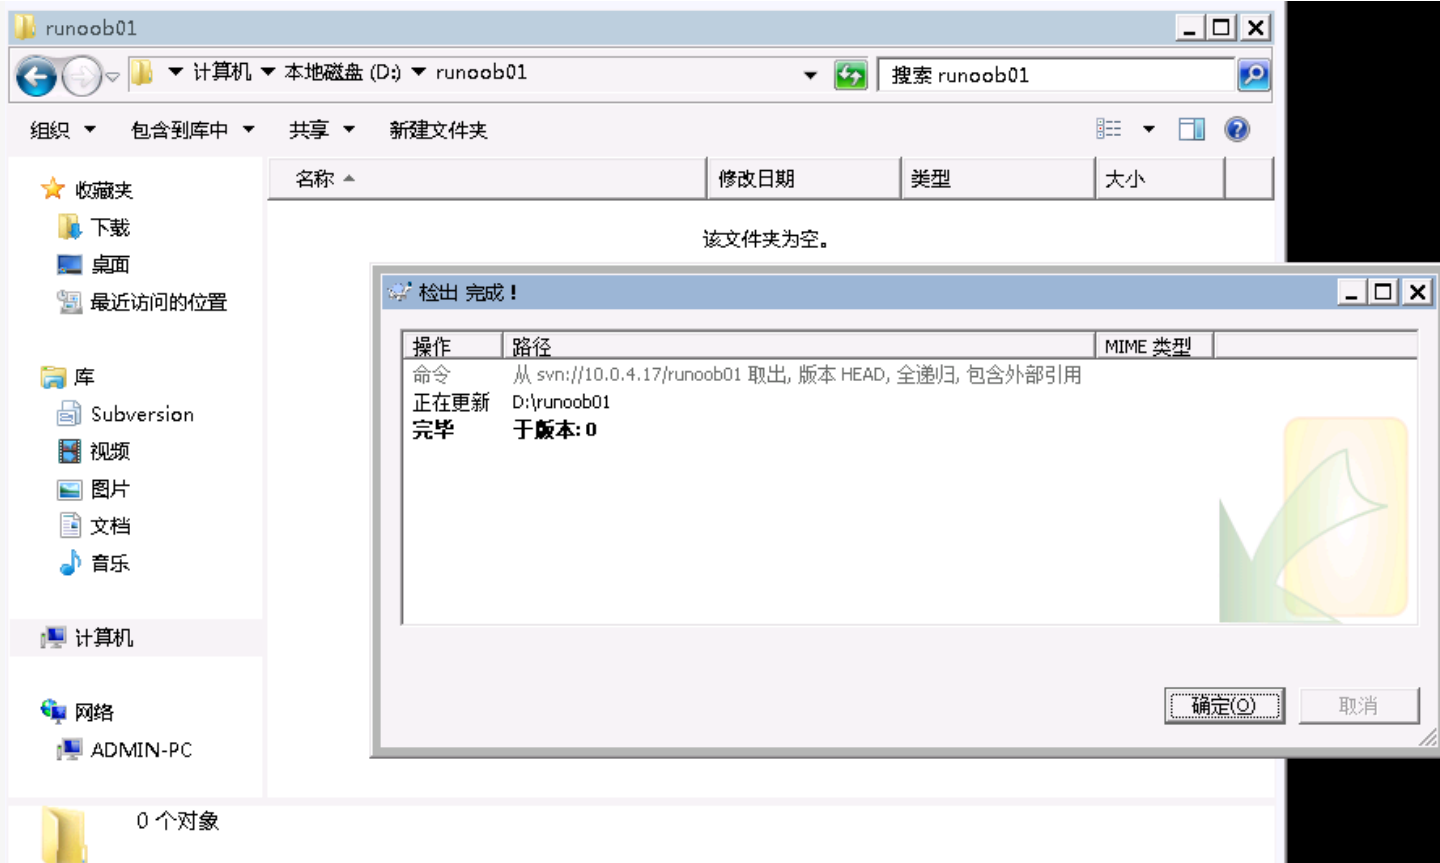 runoob01
计算机 本地磁盘 (D:) runoob01
搜索 runoob01
组织 包含到库中 共享 新建文件夹
名称 修改日期 类型 大小
该文件夹为空。
收藏夹
下载
桌面
最近访问的位置
库
Subversion
视频
图片
文档
音乐
计算机
网络
ADMIN-PC
检出 完成!
操作 路径 MIME 类型
命令 从 svn://10.0.4.17/runoob01 取出, 版本 HEAD, 全递归, 包含外部引用
正在更新 D:\runoob01
完毕 于版本: 0
确定(O) 取消
0 个对象